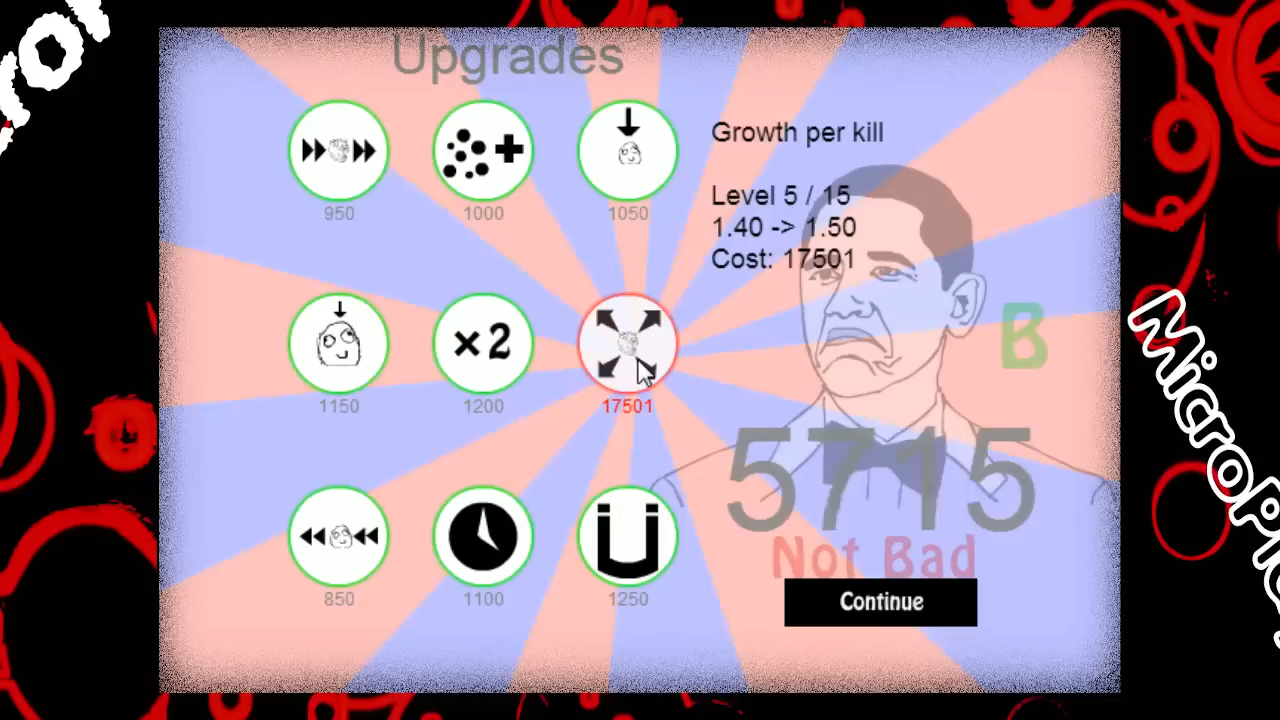 Upgrades
950
1000
1050
Growth per kill
Level 5 / 15
1.40 -> 1.50
Cost: 17501
1150
×2
1200
17501
B
5715
Not Bad
850
1100
1250
Continue